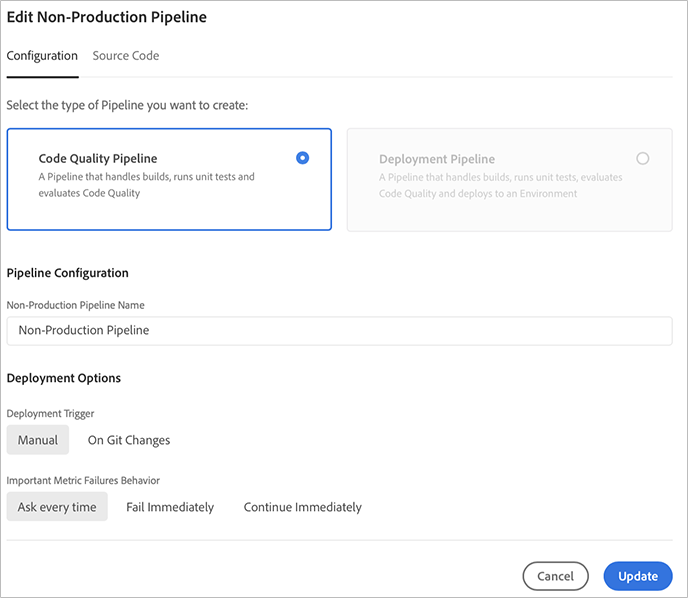 Edit Non-Production Pipeline
Configuration Source Code
Select the type of Pipeline you want to create:
Code Quality Pipeline
A Pipeline that handles builds, runs unit tests and
evaluates Code Quality
Deployment Pipeline
A Pipeline that handles builds, runs unit tests, evaluates
Code Quality and deploys to an Environment
Pipeline Configuration
Non-Production Pipeline Name
Non-Production Pipeline
Deployment Options
Deployment Trigger
Manual On Git Changes
Important Metric Failures Behavior
Ask every time Fail Immediately Continue Immediately
Cancel Update